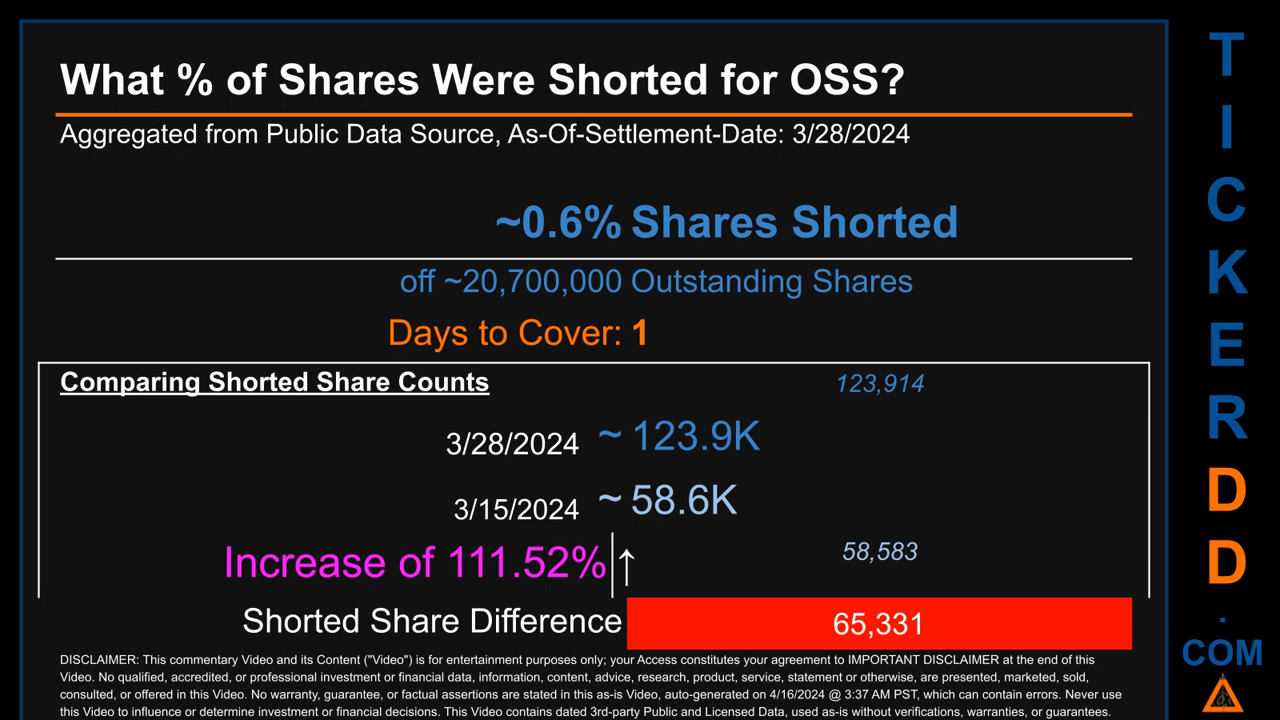 What % of Shares Were Shorted for OSS?
Aggregated from Public Data Source, As-Of-Settlement-Date: 3/28/2024
~0.6% Shares Shorted
off ~20,700,000 Outstanding Shares
Days to Cover: 1
Comparing Shorted Share Counts
123,914
3/28/2024 ~ 123.9K
3/15/2024 ~ 58.6K
Increase of 111.52% ↑
58,583
Shorted Share Difference 65,331
DISCLAIMER: This commentary Video and its Content ("Video") is for entertainment purposes only; your Access constitutes your agreement to IMPORTANT DISCLAIMER at the end of this
Video. No qualified, accredited, or professional investment or financial data, information, content, advice, research, product, service, statement or otherwise, are presented, marketed, sold,
consulted, or offered in this Video. No warranty, guarantee, or factual assertions are stated in this as-is Video, auto-generated on 4/16/2024 @ 3:37 AM PST, which can contain errors. Never use
this Video to influence or determine investment or financial decisions. This Video contains dated 3rd-party Public and Licensed Data, used as-is without verifications, warranties, or guarantees.
T
I
C
K
E
R
D
D
.
COM